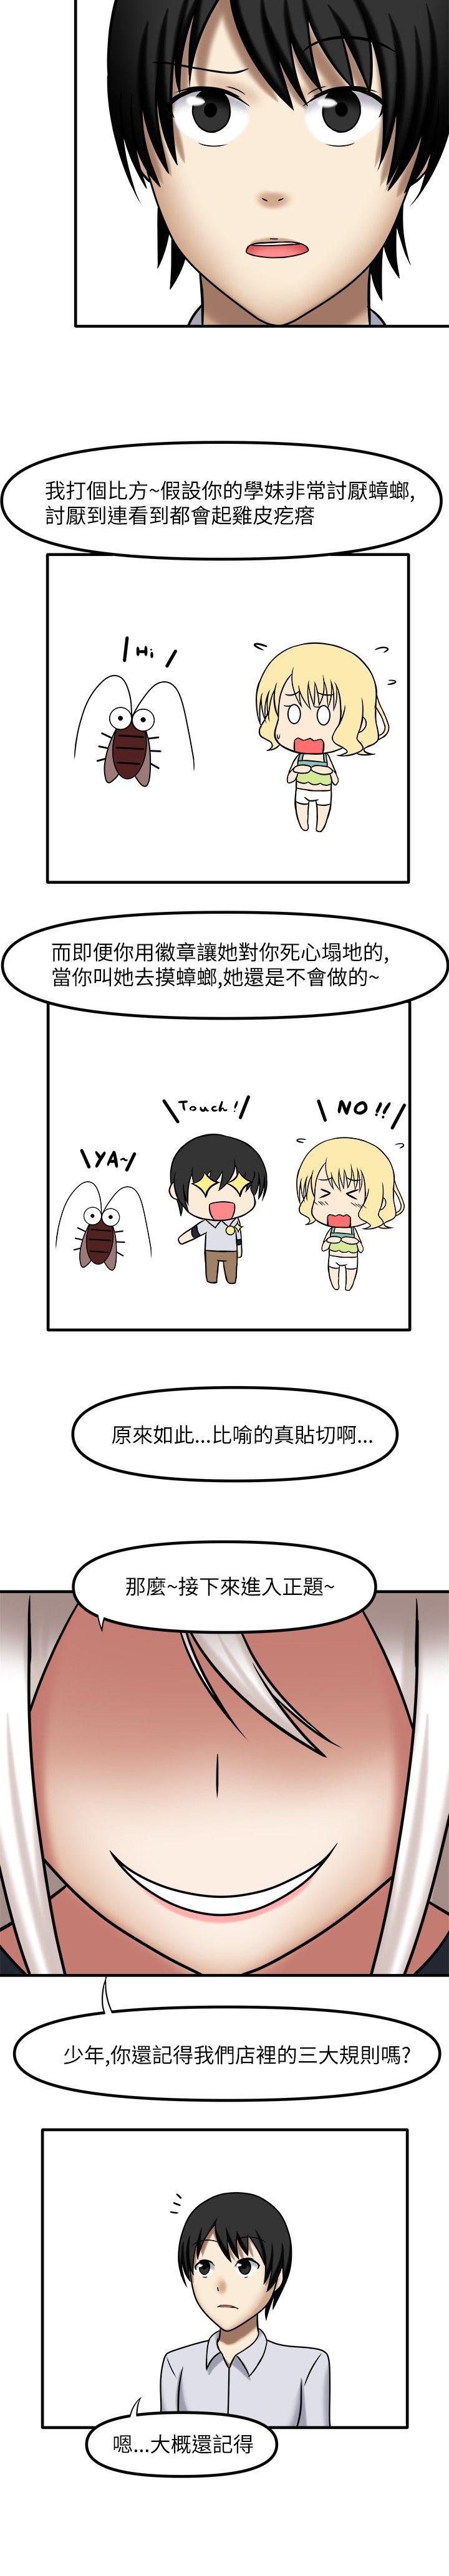 我打個比方~假設你的學妹非常討厭蟑螂,
討厭到連看到都會起雞皮疙瘩
Hi
而即便你用徽章讓她對你死心塌地的,
當你叫她去摸蟑螂,她還是不會做的~
Touch!
NO!!
YA~
原來如此...比喻的真貼切啊...
那麼~接下來進入正題~
少年,你還記得我們店裡的三大規則嗎?
嗯...大概還記得